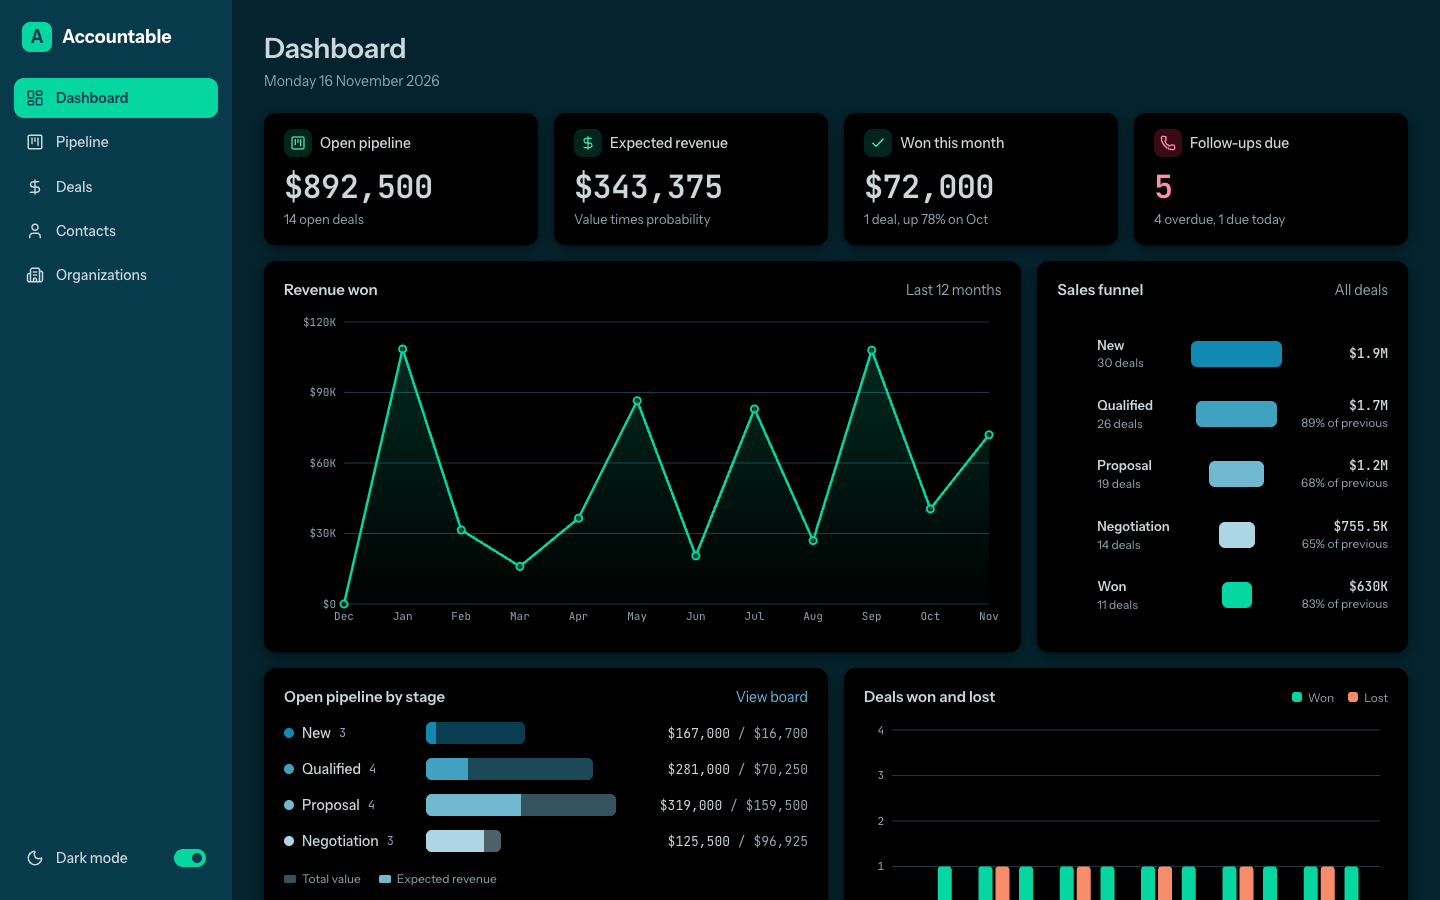 A Accountable
Dashboard
Pipeline
Deals
Contacts
Organizations
Dark mode
Dashboard
Monday 16 November 2026
Open pipeline
$892,500
14 open deals
Expected revenue
$343,375
Value times probability
Won this month
$72,000
1 deal, up 78% on Oct
Follow-ups due
5
4 overdue, 1 due today
Revenue won
Last 12 months
$120K
$90K
$60K
$30K
$0
Dec Jan Feb Mar Apr May Jun Jul Aug Sep Oct Nov
Sales funnel
All deals
New
30 deals
$1.9M
Qualified
26 deals
$1.7M
89% of previous
Proposal
19 deals
$1.2M
68% of previous
Negotiation
14 deals
$755.5K
65% of previous
Won
11 deals
$630K
83% of previous
Open pipeline by stage
View board
New 3 $167,000 / $16,700
Qualified 4 $281,000 / $70,250
Proposal 4 $319,000 / $159,500
Negotiation 3 $125,500 / $96,925
Total value Expected revenue
Deals won and lost
Won Lost
4
3
2
1